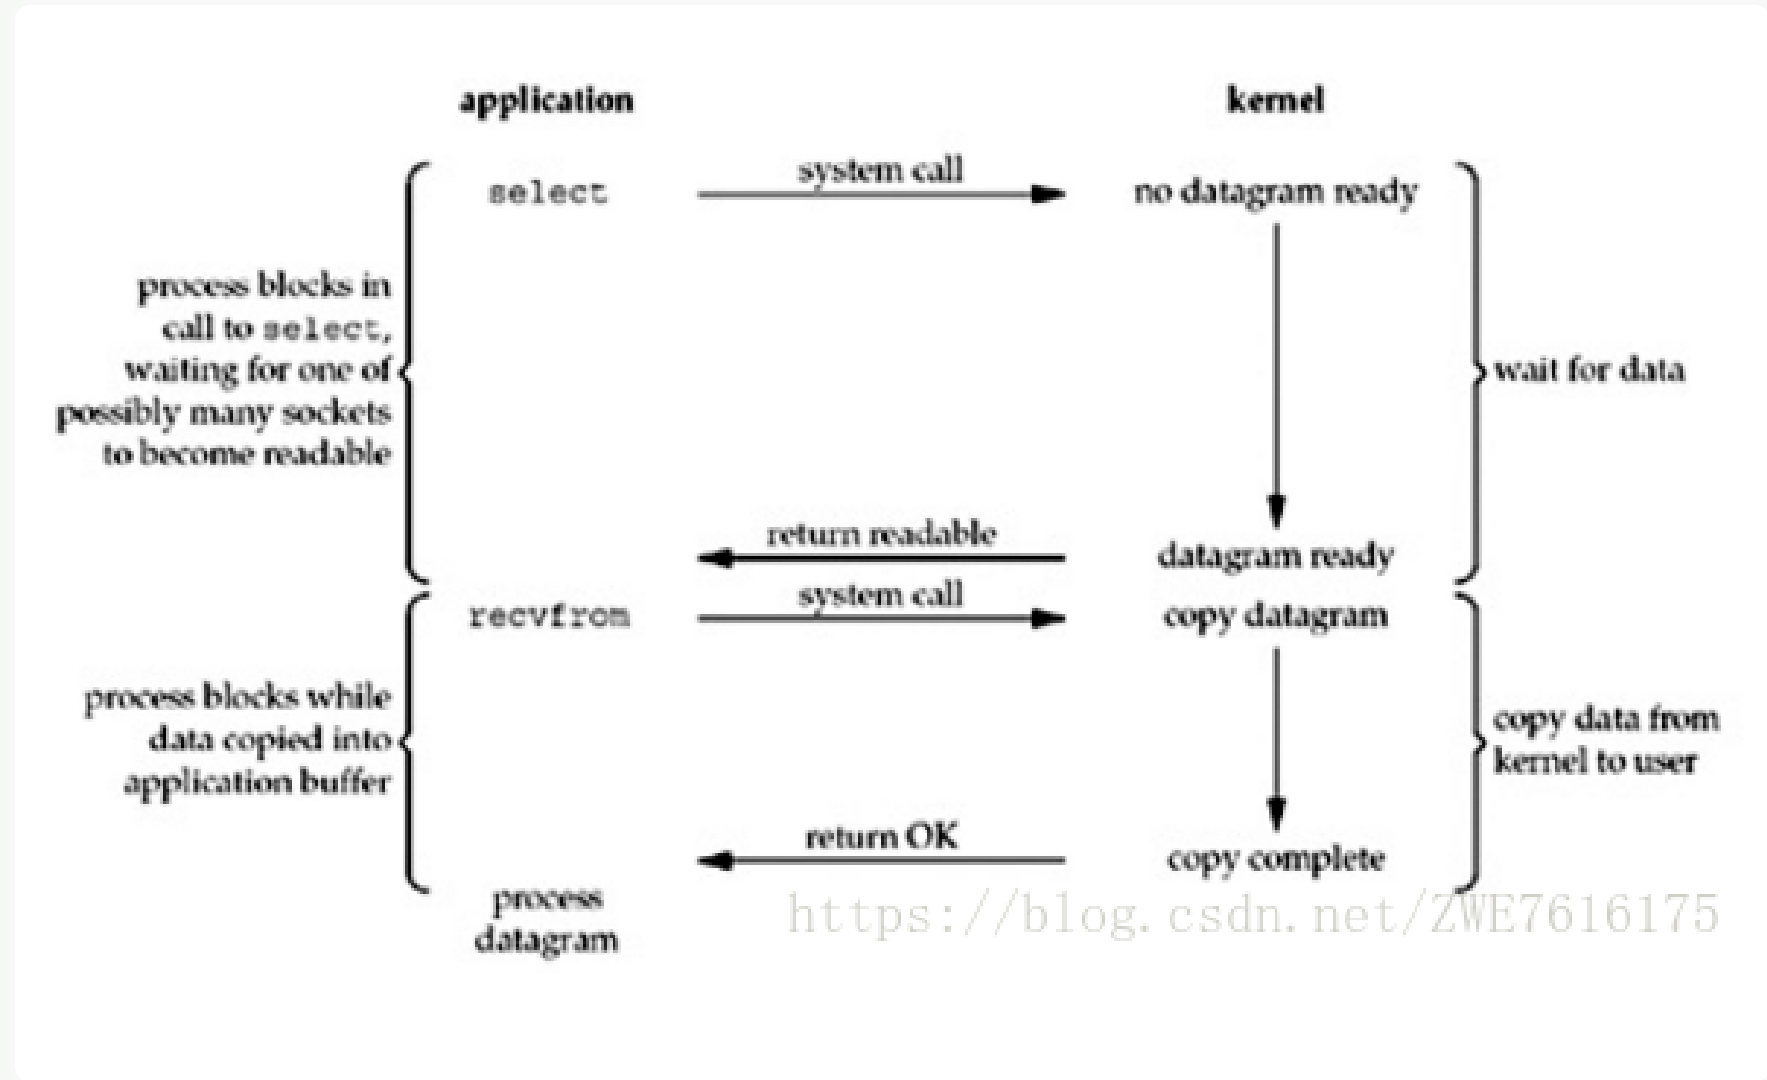 application
kernel
select
system call
no datagram ready
process blocks in
call to select,
waiting for one of
possibly many sockets
to become readable
wait for data
return readable
datagram ready
recvfrom
system call
copy datagram
process blocks while
data copied into
application buffer
copy data from
kernel to user
return OK
copy complete
process
datagram
https://blog.csdn.net/ZWE7616175